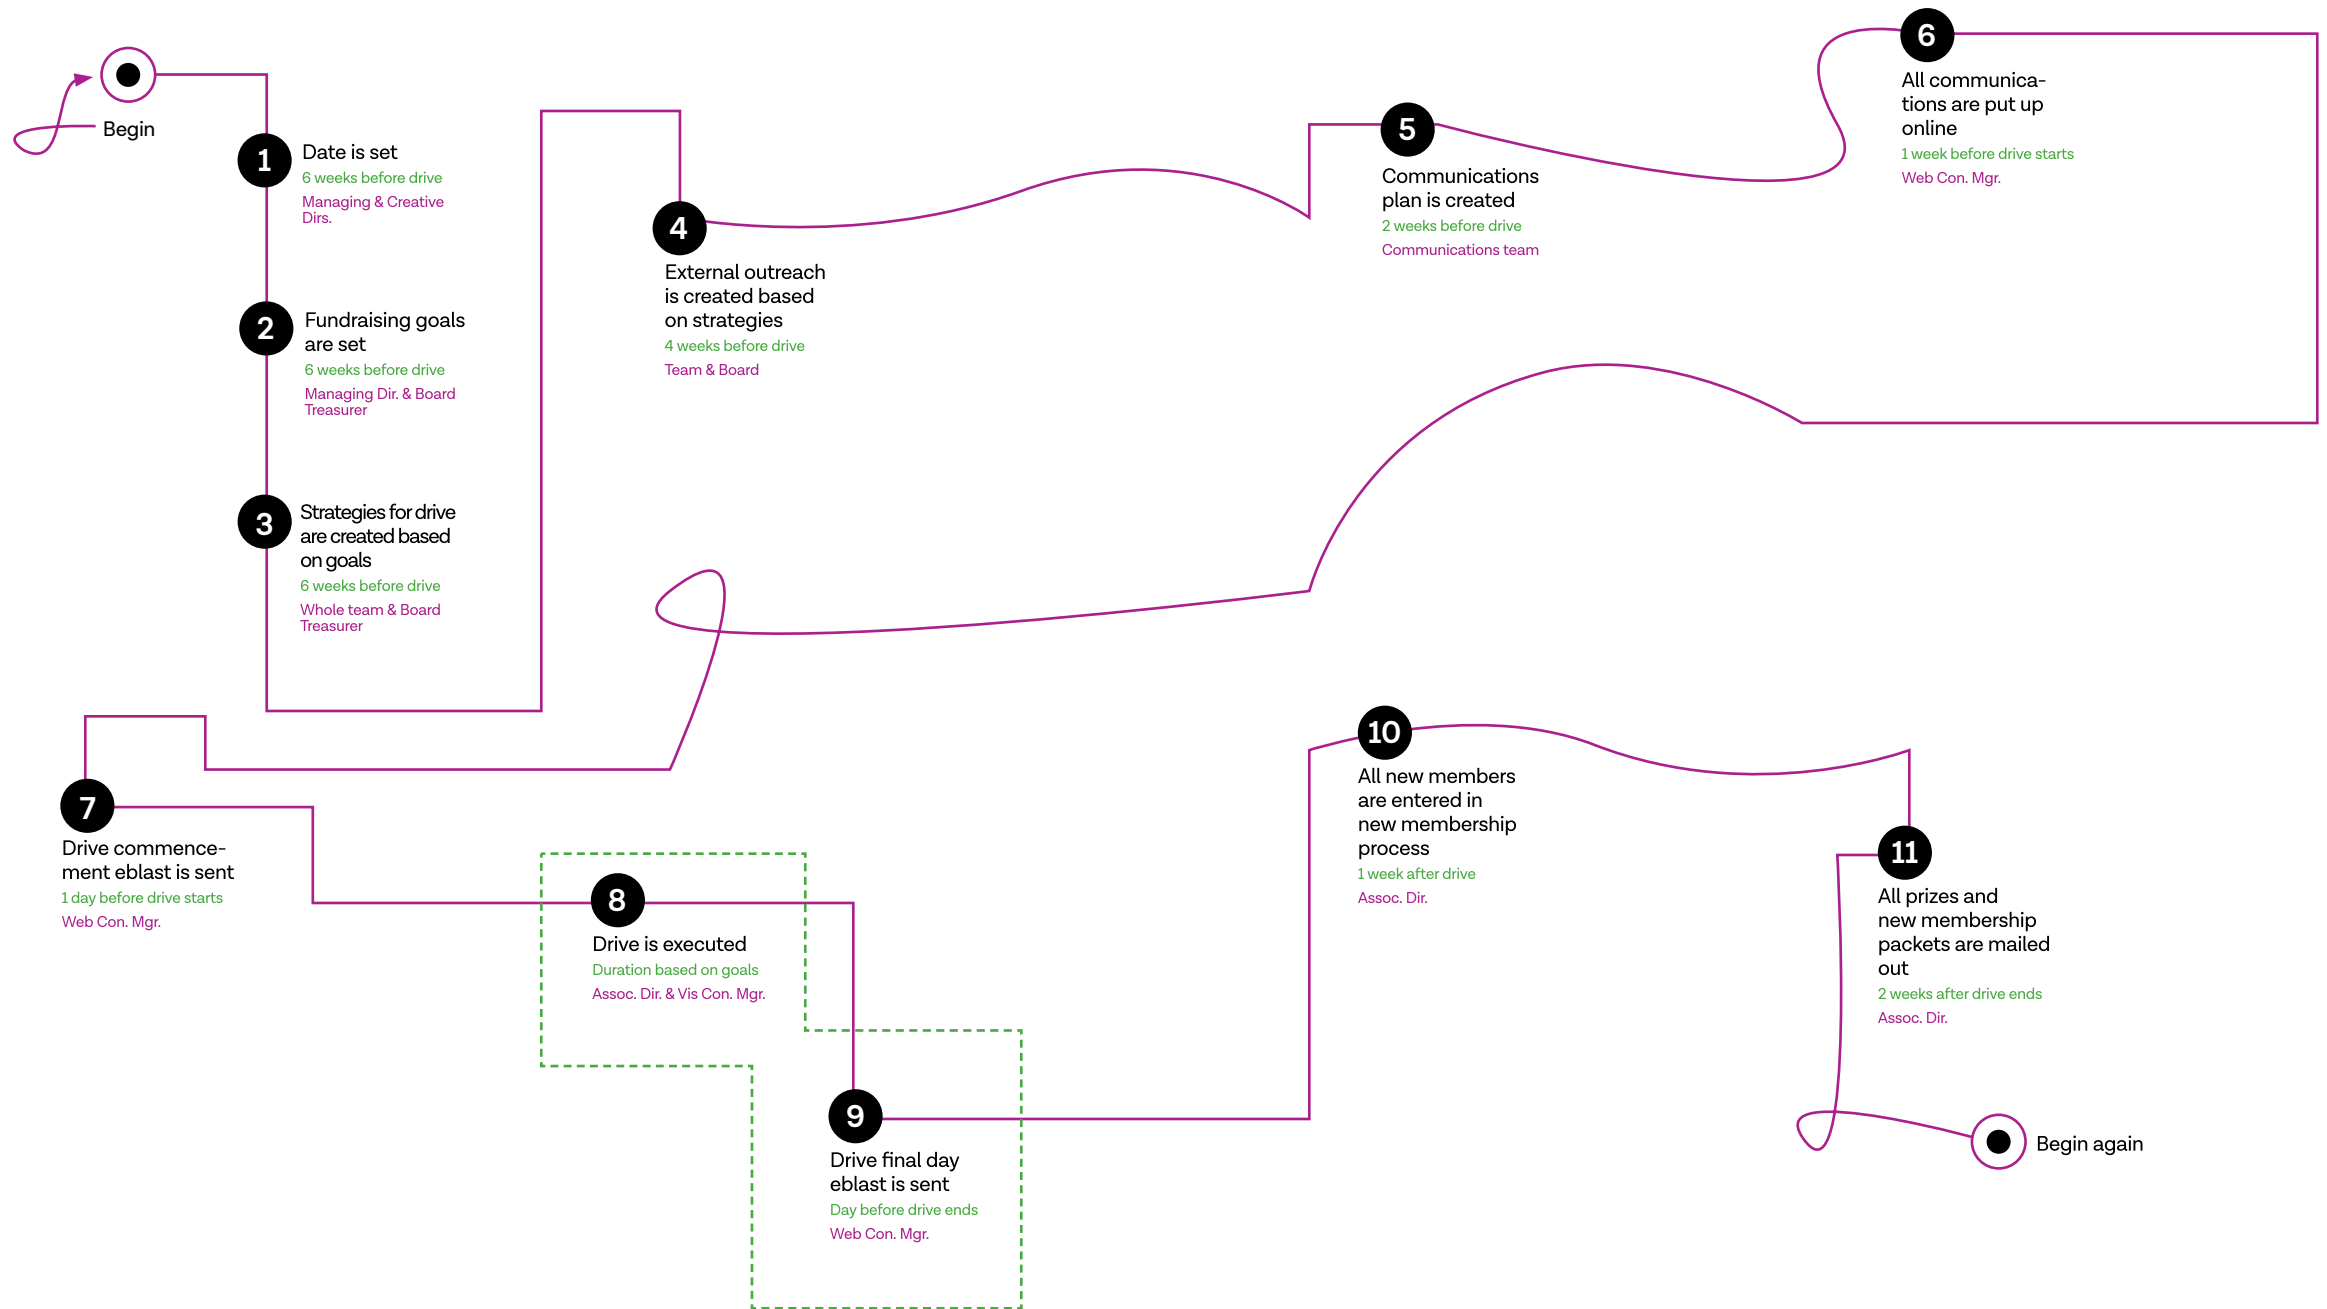 Begin
1
Date is set
6 weeks before drive
Managing & Creative
Dirs.
2
Fundraising goals
are set
6 weeks before drive
Managing Dir. & Board
Treasurer
3
Strategies for drive
are created based
on goals
6 weeks before drive
Whole team & Board
Treasurer
4
External outreach
is created based
on strategies
4 weeks before drive
Team & Board
5
Communications
plan is created
2 weeks before drive
Communications team
6
All communica-
tions are put up
online
1 week before drive starts
Web Con. Mgr.
7
Drive commence-
ment eblast is sent
1 day before drive starts
Web Con. Mgr.
8
Drive is executed
Duration based on goals
Assoc. Dir. & Vis Con. Mgr.
9
Drive final day
eblast is sent
Day before drive ends
Web Con. Mgr.
10
All new members
are entered in
new membership
process
1 week after drive
Assoc. Dir.
11
All prizes and
new membership
packets are mailed
out
2 weeks after drive ends
Assoc. Dir.
Begin again